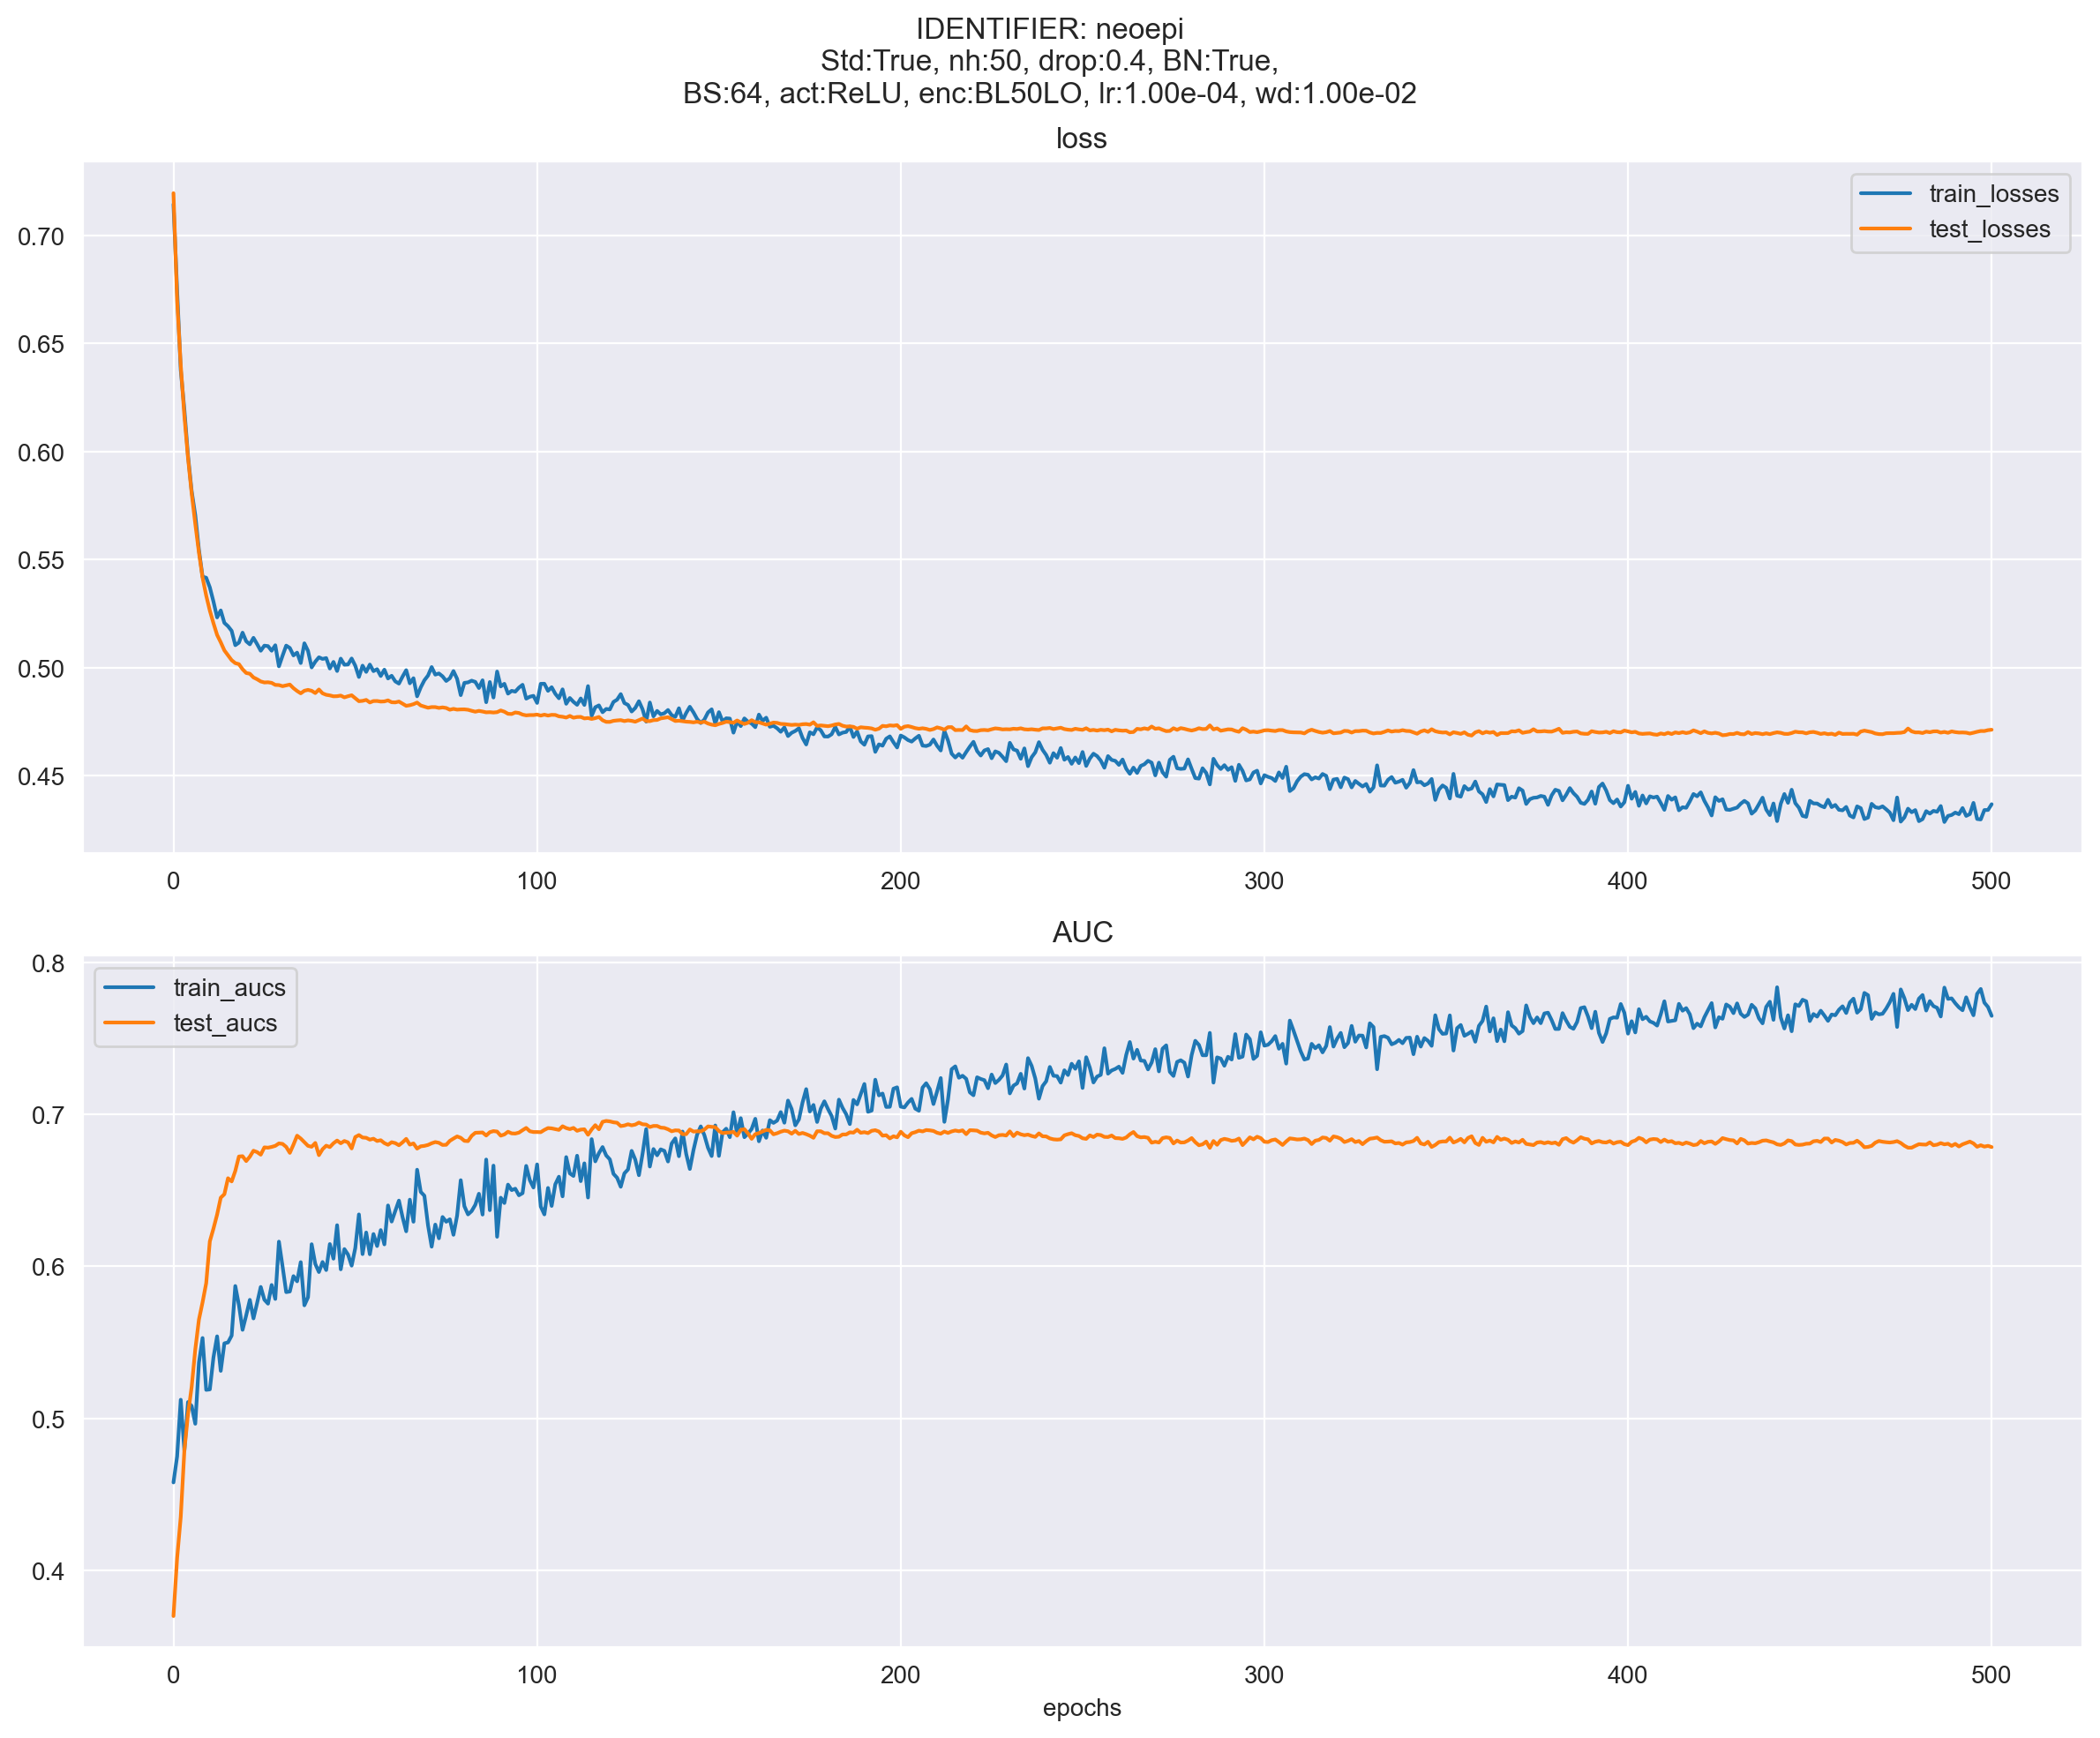 IDENTIFIER: neoepi
Std:True, nh:50, drop:0.4, BN:True,
BS:64, act:ReLU, enc:BL50LO, lr:1.00e-04, wd:1.00e-02
loss
train_losses
test_losses
0.70
0.65
0.60
0.55
0.50
0.45
0 100 200 300 400 500
AUC
train_aucs
test_aucs
0.8
0.7
0.6
0.5
0.4
0 100 200 300 400 500
epochs